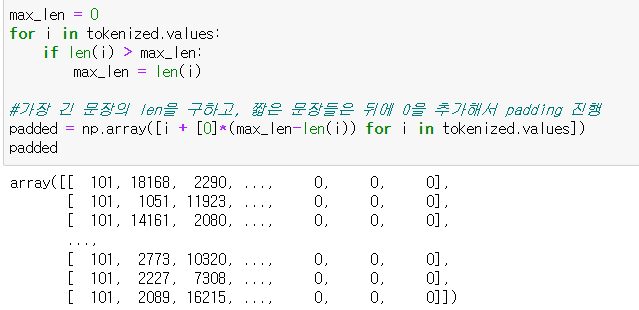 max_len = 0
for i in tokenized.values:
    if len(i) > max_len:
        max_len = len(i)

#가장 긴 문장의 len을 구하고, 짧은 문장들은 뒤에 0을 추가해서 padding 진행
padded = np.array([i + [0]*(max_len-len(i)) for i in tokenized.values])
padded
array([[  101, 18168,  2290, ...,     0,     0,     0],
       [  101,  1051, 11923, ...,     0,     0,     0],
       [  101, 14161,  2080, ...,     0,     0,     0],
       ...,
       [  101,  2773, 10320, ...,     0,     0,     0],
       [  101,  2227,  7308, ...,     0,     0,     0],
       [  101,  2089, 16215, ...,     0,     0,     0]])